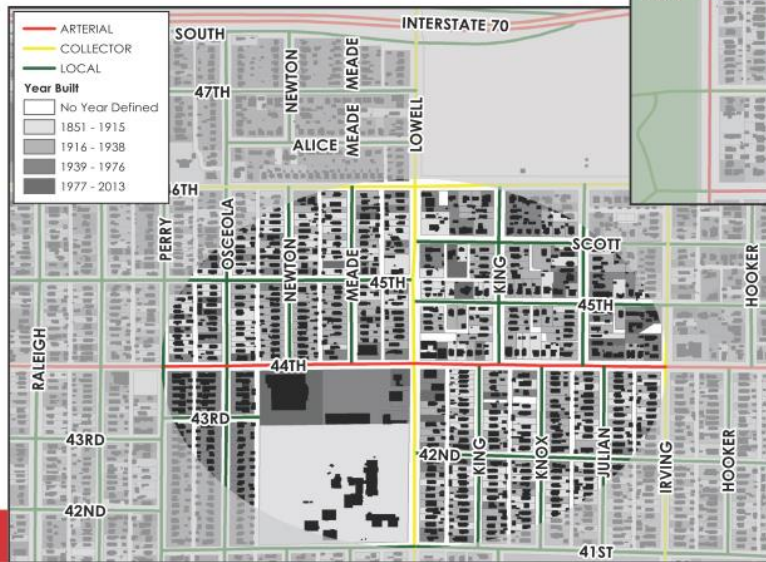 ARTERIAL
COLLECTOR
LOCAL
Year Built
No Year Defined
1851 - 1915
1916 - 1938
1939 - 1976
1977 - 2013
INTERSTATE 70
SOUTH
NEWTON
MEADE
47TH
MEADE
LOWELL
ALICE
46TH
PERRY
OSCEOLA
NEWTON
MEADE
45TH
KING
SCOTT
45TH
HOOKER
RALEIGH
44TH
43RD
43RD
42ND
42ND
KING
KNOX
JULIAN
IRVING
HOOKER
41ST